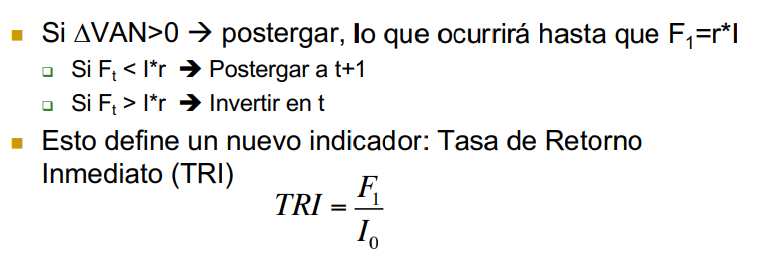 Si ΔVAN>0 → postergar, lo que ocurrirá hasta que F₁=r*I
Si Fₜ < I*r ➔ Postergar a t+1
Si Fₜ > I*r ➔ Invertir en t
Esto define un nuevo indicador: Tasa de Retorno
Inmediato (TRI)
TRI = F₁/I₀